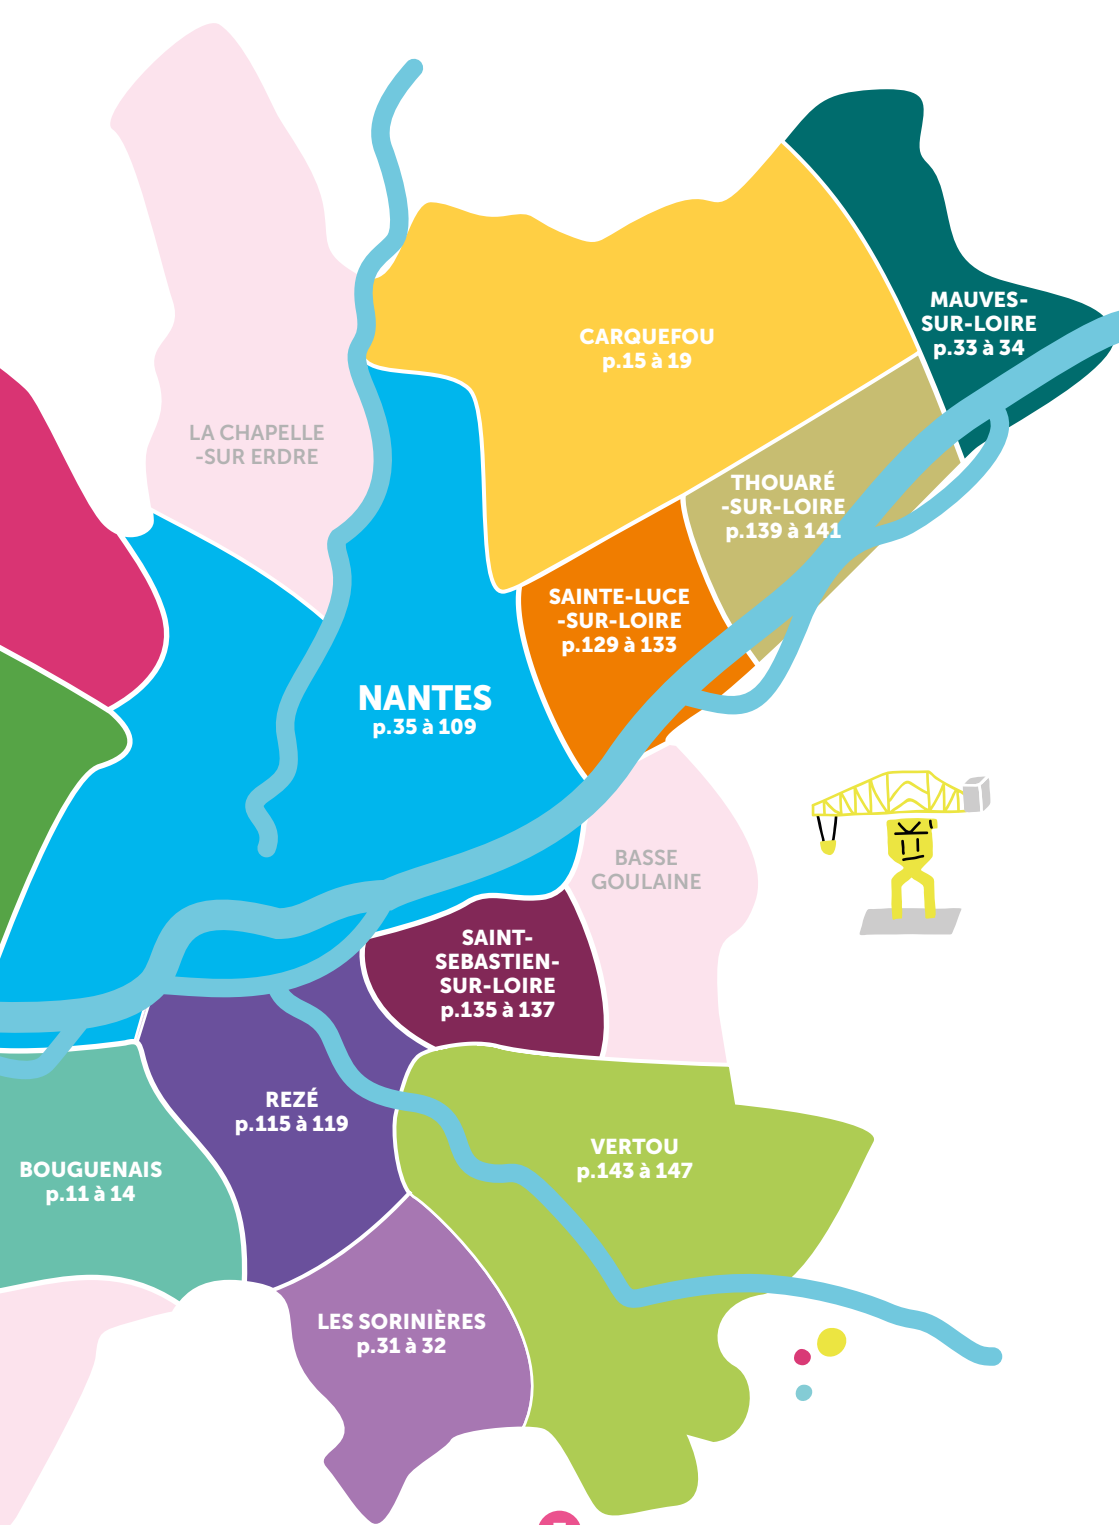 MAUVES-
SUR-LOIRE
p.33 à 34
CARQUEFOU
p.15 à 19
LA CHAPELLE
-SUR ERDRE
THOUARÉ
-SUR-LOIRE
p.139 à 141
SAINTE-LUCE
-SUR-LOIRE
p.129 à 133
NANTES
p.35 à 109
BASSE
GOULAINE
SAINT-
SEBASTIEN-
SUR-LOIRE
p.135 à 137
REZÉ
p.115 à 119
VERTOU
p.143 à 147
BOUGUENAIS
p.11 à 14
LES SORINIÈRES
p.31 à 32